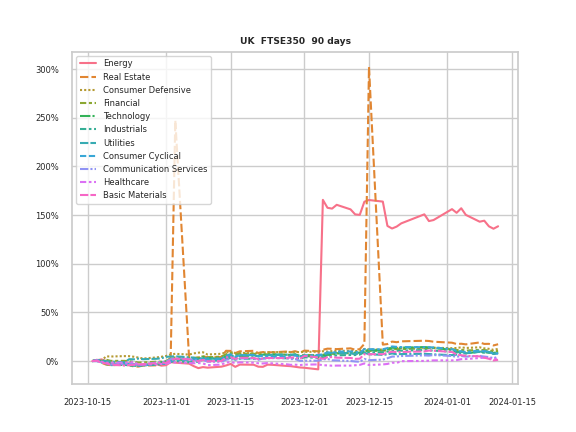 UK FTSE350 90 days
300%
250%
200%
150%
100%
50%
0%
Energy
Real Estate
Consumer Defensive
Financial
Technology
Industrials
Utilities
Consumer Cyclical
Communication Services
Healthcare
Basic Materials
2023-10-15
2023-11-01
2023-11-15
2023-12-01
2023-12-15
2024-01-01
2024-01-15